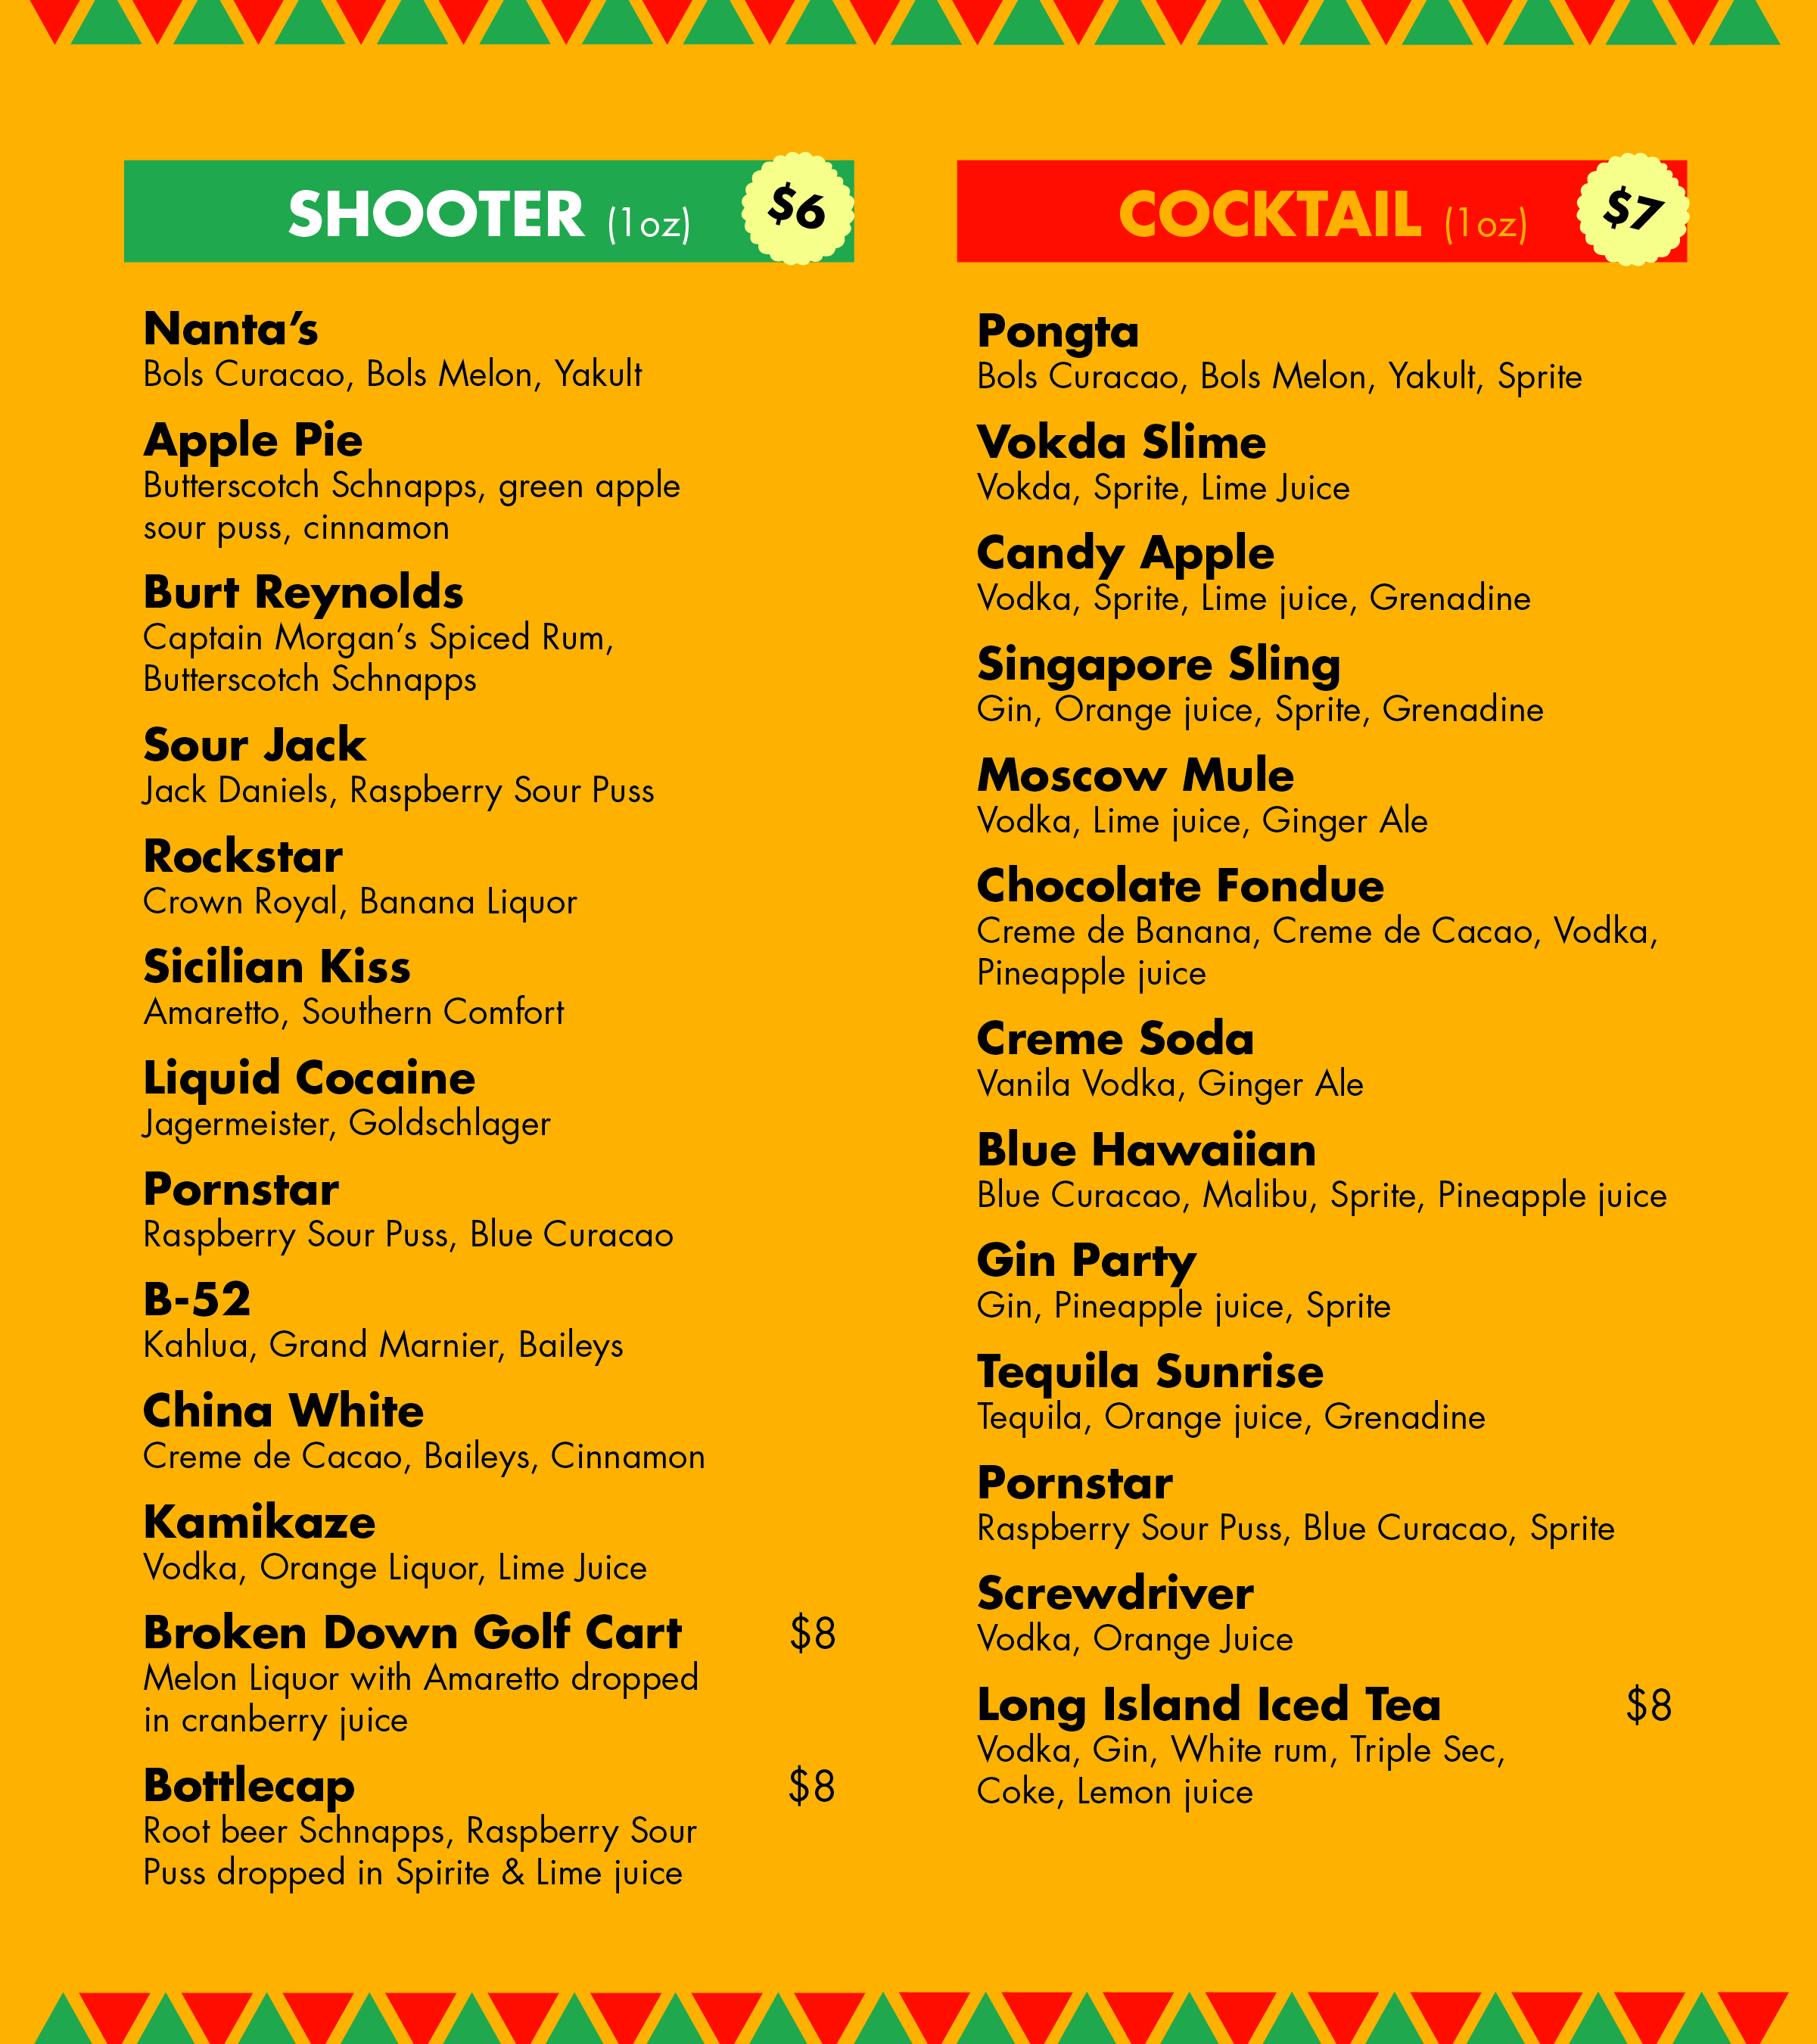 SHOOTER (1oz) $6
Nanta’s
Bols Curacao, Bols Melon, Yakult
Apple Pie
Butterscotch Schnapps, green apple
sour puss, cinnamon
Burt Reynolds
Captain Morgan’s Spiced Rum,
Butterscotch Schnapps
Sour Jack
Jack Daniels, Raspberry Sour Puss
Rockstar
Crown Royal, Banana Liquor
Sicilian Kiss
Amaretto, Southern Comfort
Liquid Cocaine
Jagermeister, Goldschlager
Pornstar
Raspberry Sour Puss, Blue Curacao
B-52
Kahlua, Grand Marnier, Baileys
China White
Creme de Cacao, Baileys, Cinnamon
Kamikaze
Vodka, Orange Liquor, Lime Juice
Broken Down Golf Cart $8
Melon Liquor with Amaretto dropped
in cranberry juice
Bottlecap $8
Root beer Schnapps, Raspberry Sour
Puss dropped in Spirite & Lime juice
COCKTAIL (1oz) $7
Pongta
Bols Curacao, Bols Melon, Yakult, Sprite
Vokda Slime
Vokda, Sprite, Lime Juice
Candy Apple
Vodka, Sprite, Lime juice, Grenadine
Singapore Sling
Gin, Orange juice, Sprite, Grenadine
Moscow Mule
Vodka, Lime juice, Ginger Ale
Chocolate Fondue
Creme de Banana, Creme de Cacao, Vodka,
Pineapple juice
Creme Soda
Vanila Vodka, Ginger Ale
Blue Hawaiian
Blue Curacao, Malibu, Sprite, Pineapple juice
Gin Party
Gin, Pineapple juice, Sprite
Tequila Sunrise
Tequila, Orange juice, Grenadine
Pornstar
Raspberry Sour Puss, Blue Curacao, Sprite
Screwdriver
Vodka, Orange Juice
Long Island Iced Tea $8
Vodka, Gin, White rum, Triple Sec,
Coke, Lemon juice